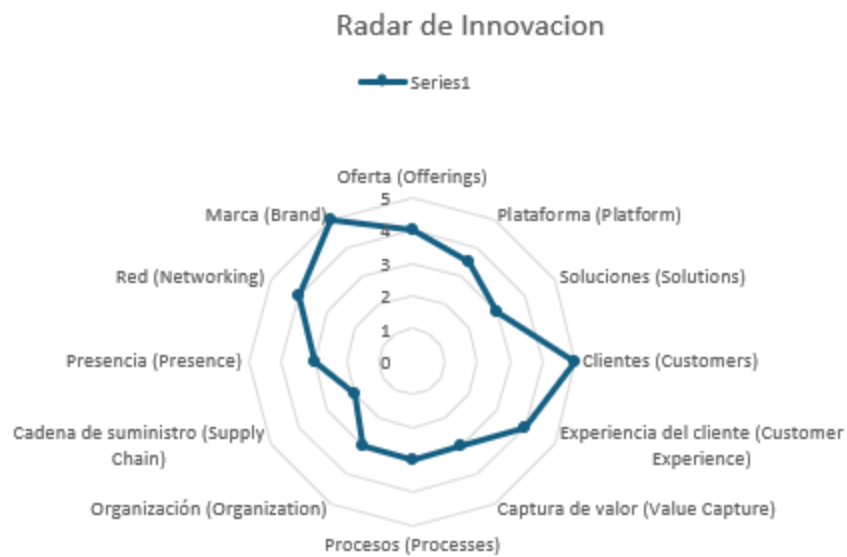 Radar de Innovacion
Series1
Oferta (Offerings)
5
Marca (Brand)
Plataforma (Platform)
4
Red (Networking)
3
Soluciones (Solutions)
2
1
Presencia (Presence)
0
Clientes (Customers)
Cadena de suministro (Supply
Chain)
Experiencia del cliente (Customer
Experience)
Organización (Organization)
Captura de valor (Value Capture)
Procesos (Processes)